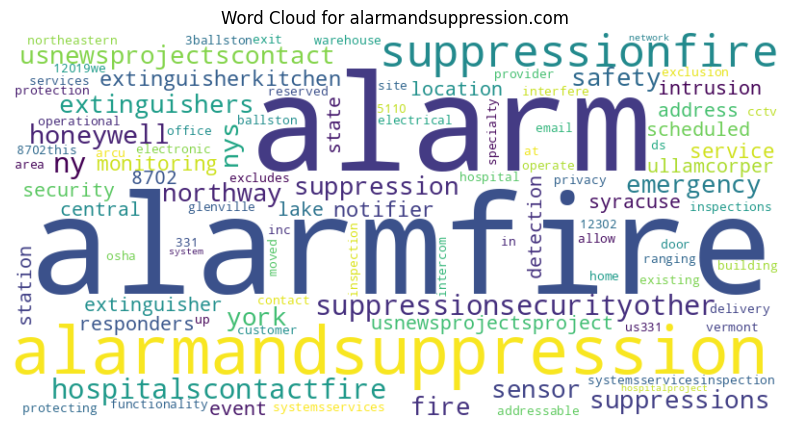 Word Cloud for alarmandsuppression.com
northeastern 3ballston exit warehouse network
usnewsprojectscontact suppressionfire
12019we provider exclusion
services extinguisherkitchen safety
protection reserved site interfere intrusion
extinguishers alarm location
5110 address cctv
operational state ballston electrical specialty email scheduled
honeywell office nys
8702this electronic at ds
area arcu monitoring service
ny 8702 excludes hospital operate ullamcorper
security northway suppression privacy emergency
central glenville lake notifier detection syracuse inspections
331 inc in 12302 door
osha system moved allow ranging
alarmfire
station inspection intercom home existing building
contact
extinguisher suppressionsecurityother delivery
responders up york usnewsprojectsproject us331 vermont
customer
alarmandsuppression
hospitalscontactfire sensor systemsservicesinspection
hospitalproject
functionality suppressions
protecting event systemsservices fire addressable